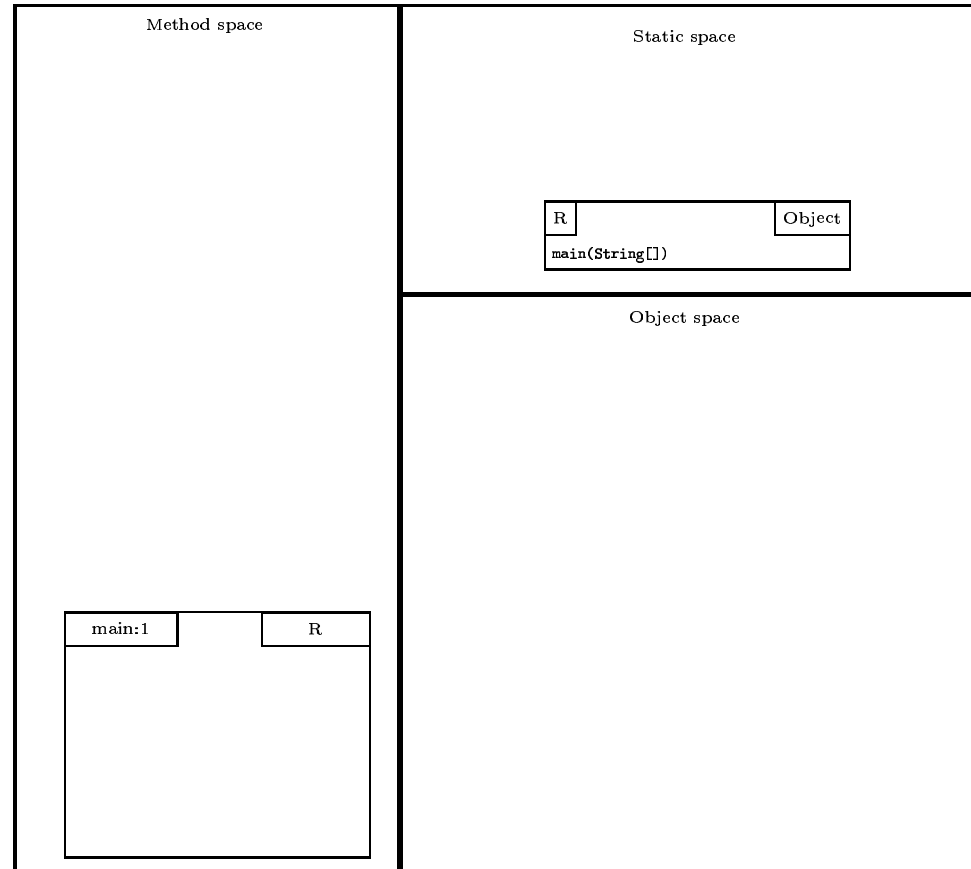 Method space
Static space
R
Object
main(String[])
Object space
main:1
R